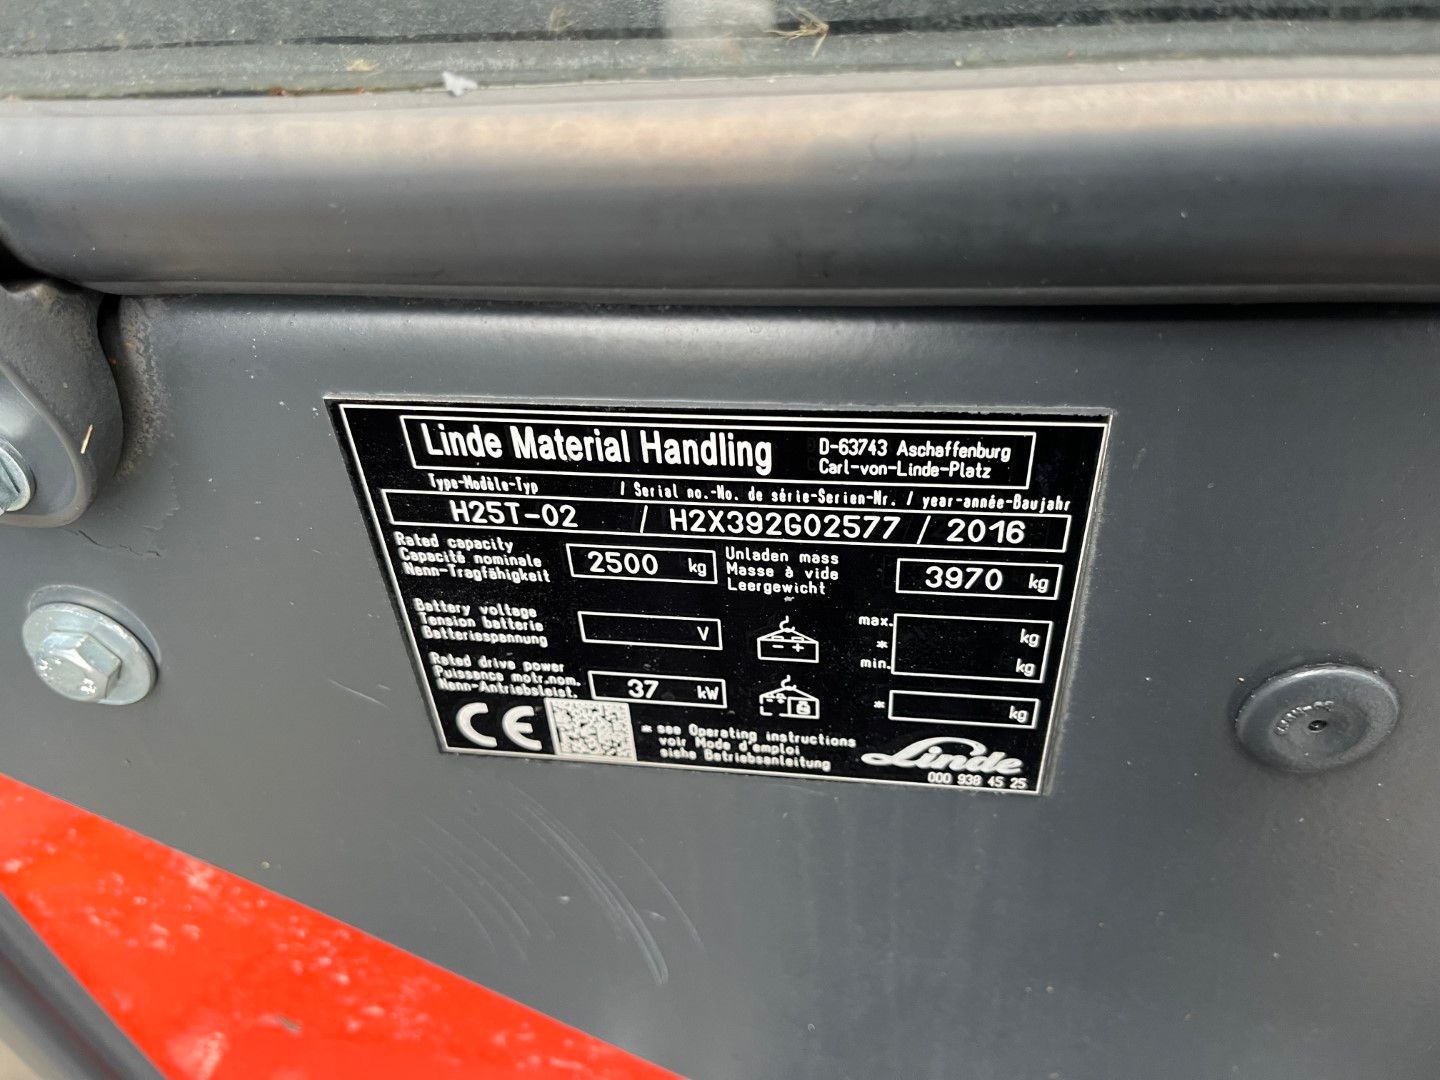 Linde Material Handling
D-63743 Aschaffenburg
Carl-von-Linde-Platz
Type-Modèle-Typ / Serial no.-No. de série-Serien-Nr. / year-année-Baujahr
H25T-02 / H2X392G02577 / 2016
Rated capacity
Capacité nominale
Nenn-Tragfähigkeit
2500 kg
Unladen mass
Masse à vide
Leergewicht
3970 kg
Battery voltage
Tension batterie
Batteriespannung
V
max. kg
*
min. kg
Rated drive power
Puissance motr.nom.
Nenn-Antriebsleist.
37 kW
* kg
CE
* see Operating instructions
voir Mode d'emploi
siehe Betriebsanleitung
Linde
000 938 45 25